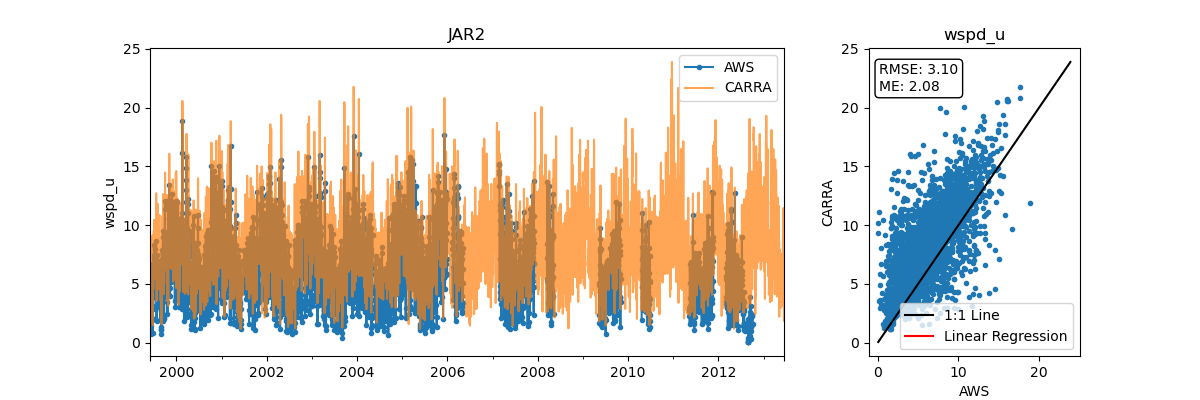 JAR2
wspd_u
25
20
15
10
5
0
2000
2002
2004
2006
2008
2010
2012
AWS
CARRA
wspd_u
CARRA
25
20
15
10
5
0
0
10
20
AWS
RMSE: 3.10
ME: 2.08
1:1 Line
Linear Regression